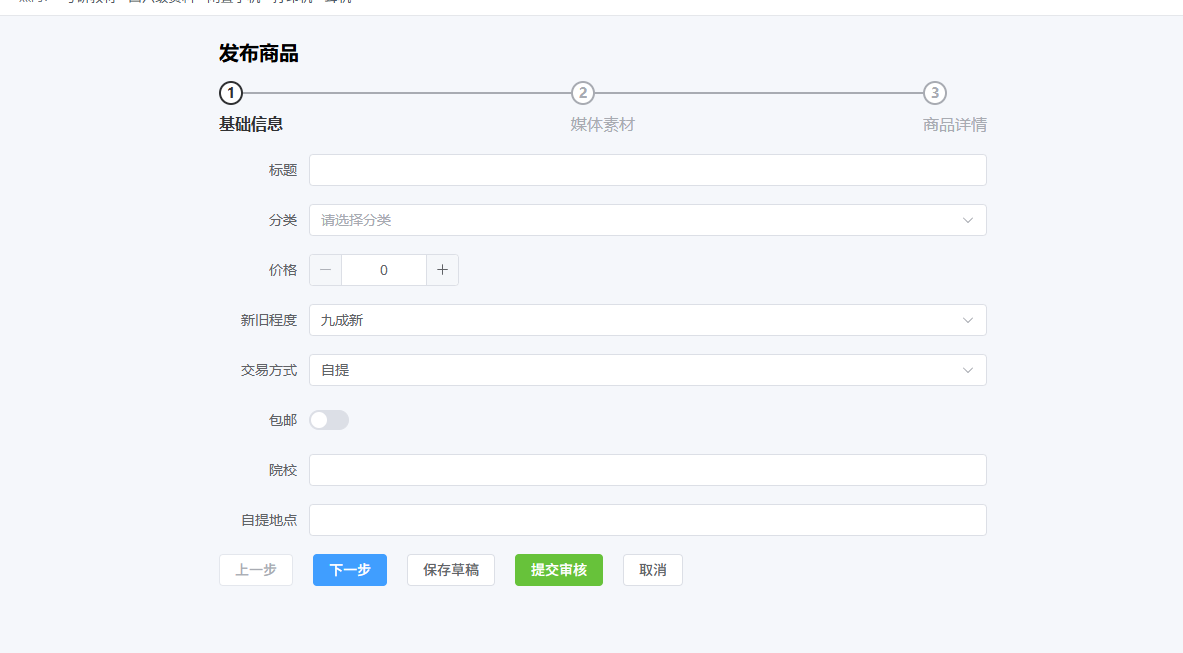 发布商品
1 2 3
基础信息 媒体素材 商品详情
标题
分类 请选择分类
价格 0
新旧程度 九成新
交易方式 自提
包邮
院校
自提地点
上一步 下一步 保存草稿 提交审核 取消